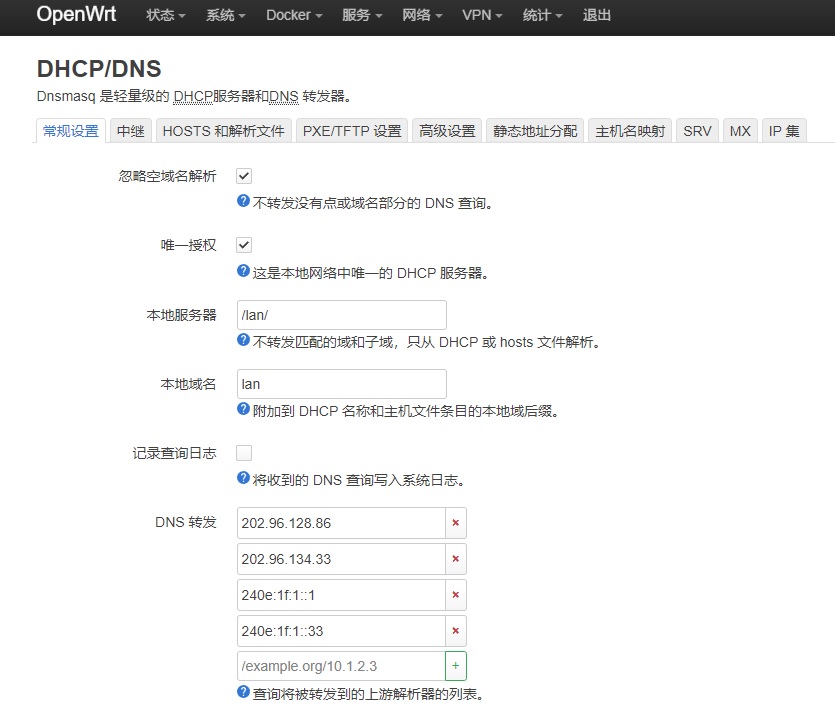 OpenWrt 状态 系统 Docker 服务 网络 VPN 统计 退出
DHCP/DNS
Dnsmasq 是轻量级的 DHCP服务器和DNS 转发器。
常规设置 中继 HOSTS 和解析文件 PXE/TFTP 设置 高级设置 静态地址分配 主机名映射 SRV MX IP 集
忽略空域名解析
不转发没有点或域名部分的 DNS 查询。
唯一授权
这是本地网络中唯一的 DHCP 服务器。
本地服务器 /lan/
不转发匹配的域和子域，只从 DHCP 或 hosts 文件解析。
本地域名 lan
附加到 DHCP 名称和主机文件条目的本地域后缀。
记录查询日志
将收到的 DNS 查询写入系统日志。
DNS 转发 202.96.128.86
202.96.134.33
240e:1f:1::1
240e:1f:1::33
/example.org/10.1.2.3
查询将被转发到的上游解析器的列表。